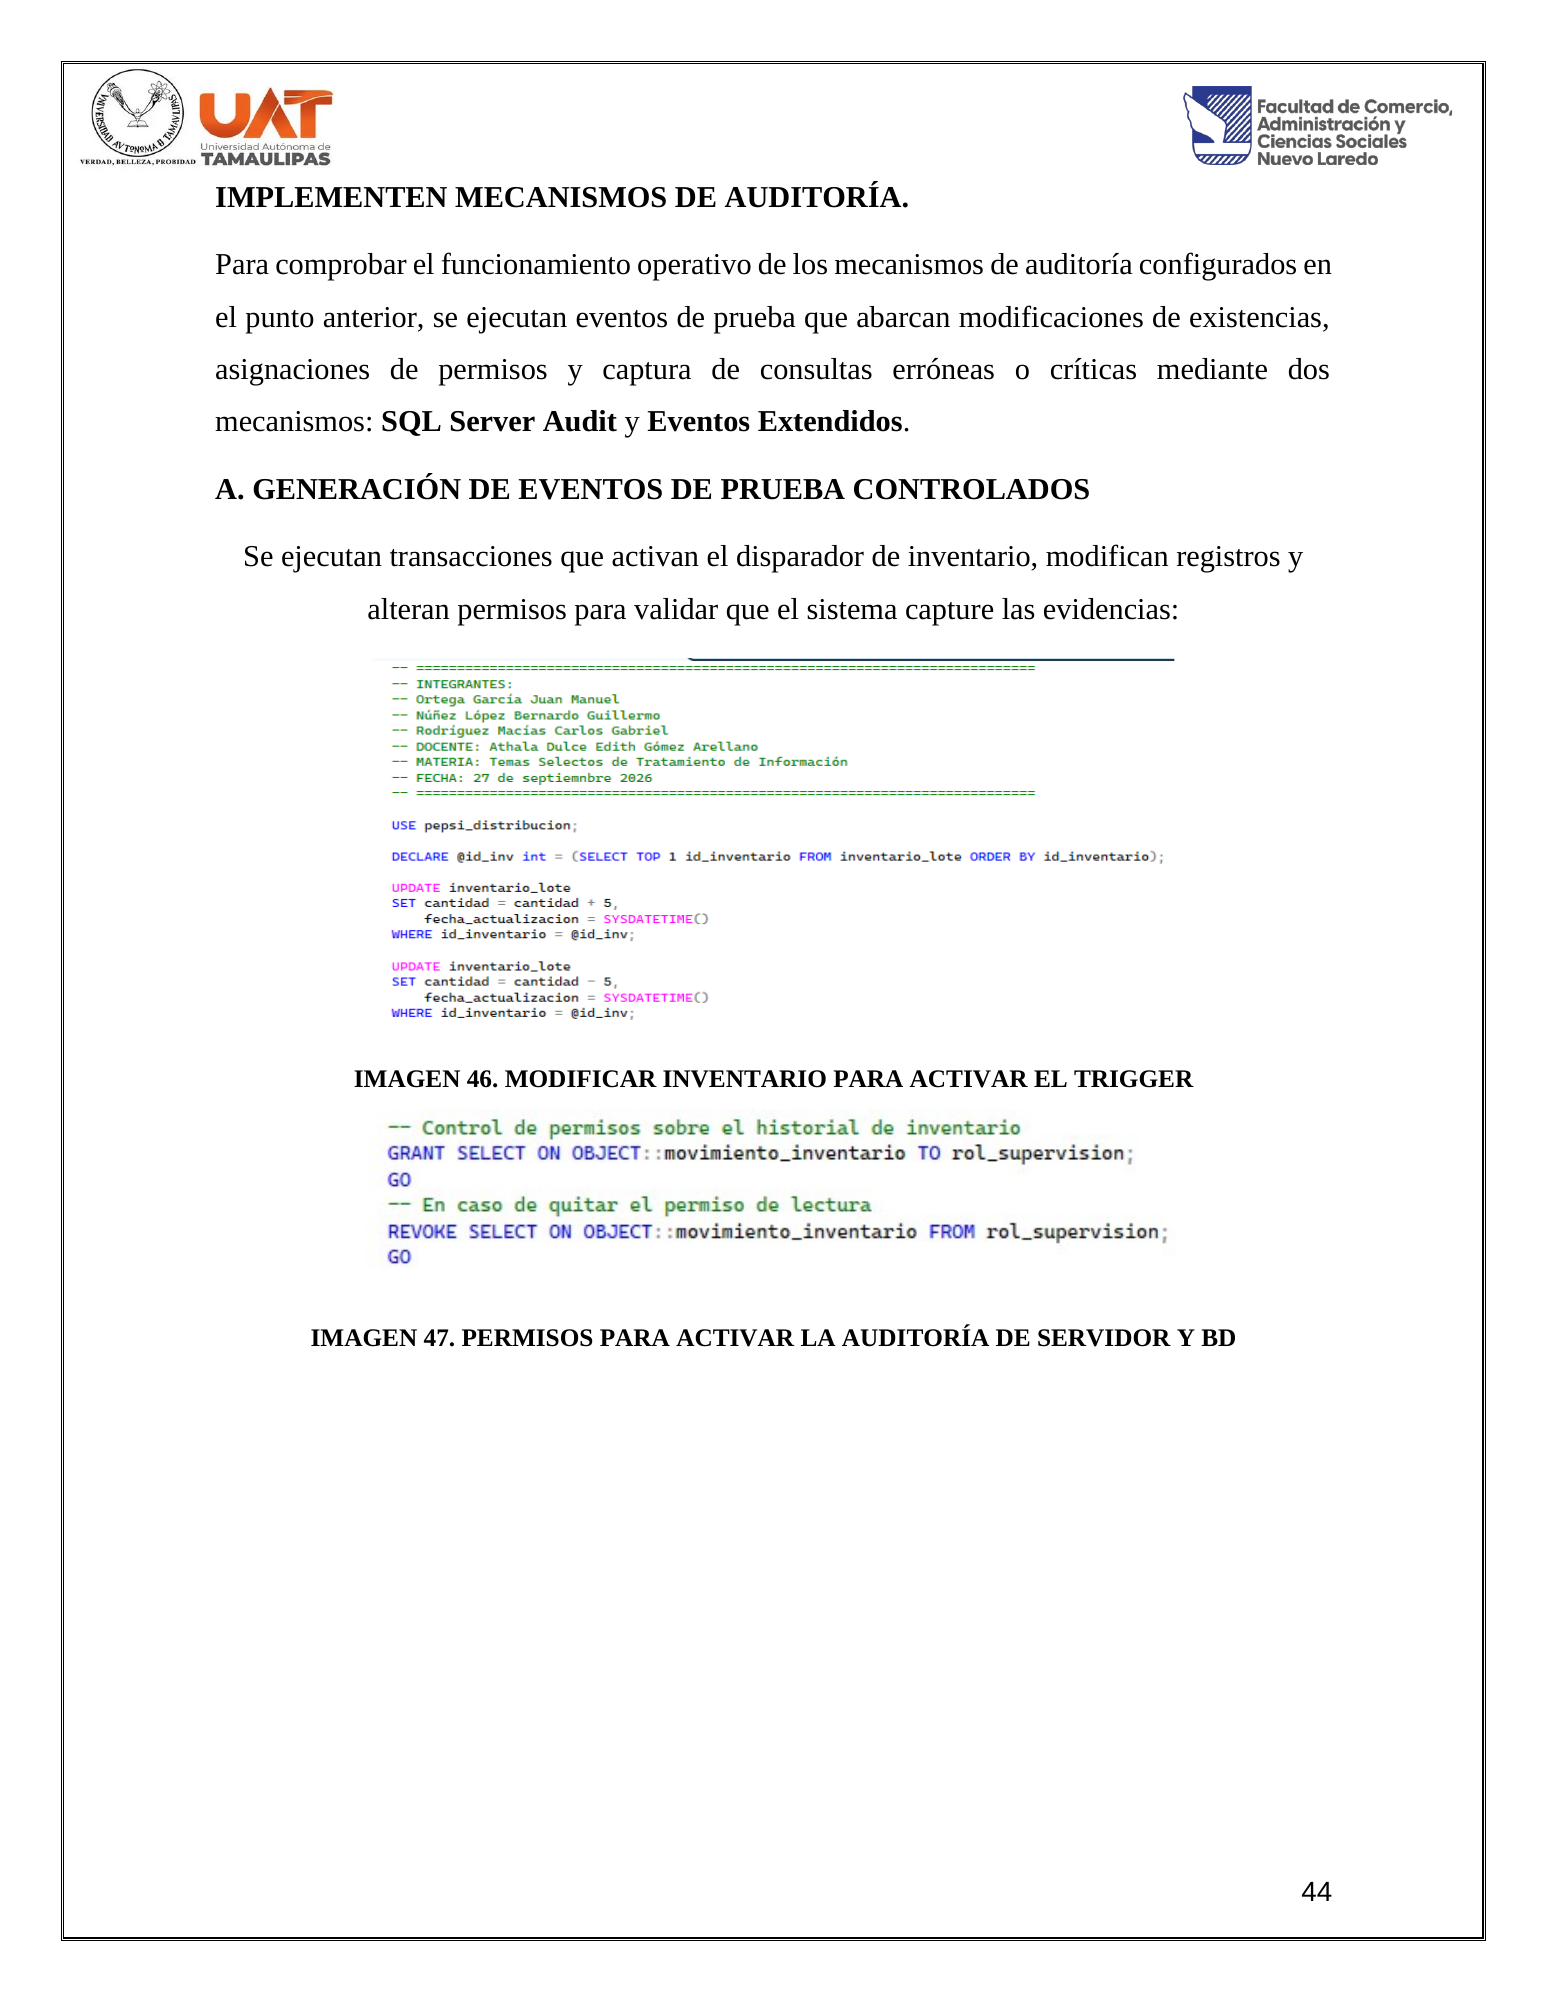 UNIVERSIDAD AVTONOMA D TAMAVLIPAS
VERDAD, BELLEZA, PROBIDAD
UAT
Universidad Autónoma de
TAMAULIPAS
Facultad de Comercio,
Administración y
Ciencias Sociales
Nuevo Laredo
IMPLEMENTEN MECANISMOS DE AUDITORÍA.
Para comprobar el funcionamiento operativo de los mecanismos de auditoría configurados en
el punto anterior, se ejecutan eventos de prueba que abarcan modificaciones de existencias,
asignaciones de permisos y captura de consultas erróneas o críticas mediante dos
mecanismos: SQL Server Audit y Eventos Extendidos.
A. GENERACIÓN DE EVENTOS DE PRUEBA CONTROLADOS
Se ejecutan transacciones que activan el disparador de inventario, modifican registros y
alteran permisos para validar que el sistema capture las evidencias:
-- ============================================================================
-- INTEGRANTES:
-- Ortega García Juan Manuel
-- Núñez López Bernardo Guillermo
-- Rodríguez Macías Carlos Gabriel
-- DOCENTE: Athala Dulce Edith Gómez Arellano
-- MATERIA: Temas Selectos de Tratamiento de Información
-- FECHA: 27 de septiemnbre 2026
-- ============================================================================
USE pepsi_distribucion;
DECLARE @id_inv int = (SELECT TOP 1 id_inventario FROM inventario_lote ORDER BY id_inventario);
UPDATE inventario_lote
SET cantidad = cantidad + 5,
fecha_actualizacion = SYSDATETIME()
WHERE id_inventario = @id_inv;
UPDATE inventario_lote
SET cantidad = cantidad - 5,
fecha_actualizacion = SYSDATETIME()
WHERE id_inventario = @id_inv;
IMAGEN 46. MODIFICAR INVENTARIO PARA ACTIVAR EL TRIGGER
-- Control de permisos sobre el historial de inventario
GRANT SELECT ON OBJECT::movimiento_inventario TO rol_supervision;
GO
-- En caso de quitar el permiso de lectura
REVOKE SELECT ON OBJECT::movimiento_inventario FROM rol_supervision;
GO
IMAGEN 47. PERMISOS PARA ACTIVAR LA AUDITORÍA DE SERVIDOR Y BD
44